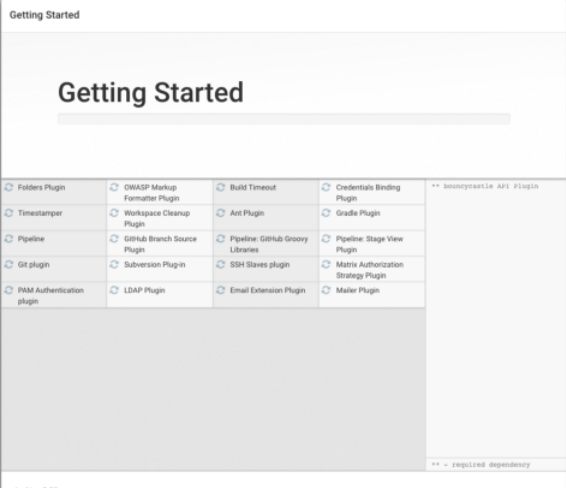 Getting Started
Getting Started
Folders Plugin
OWASP Markup
Formatter Plugin
Build Timeout
Credentials Binding
Plugin
** bouncycastle API Plugin
Timestamper
Workspace Cleanup
Plugin
Ant Plugin
Gradle Plugin
Pipeline
GitHub Branch Source
Plugin
Pipeline: GitHub Groovy
Libraries
Pipeline: Stage View
Plugin
Git plugin
Subversion Plug-in
SSH Slaves plugin
Matrix Authorization
Strategy Plugin
PAM Authentication
plugin
LDAP Plugin
Email Extension Plugin
Mailer Plugin
** - required dependency